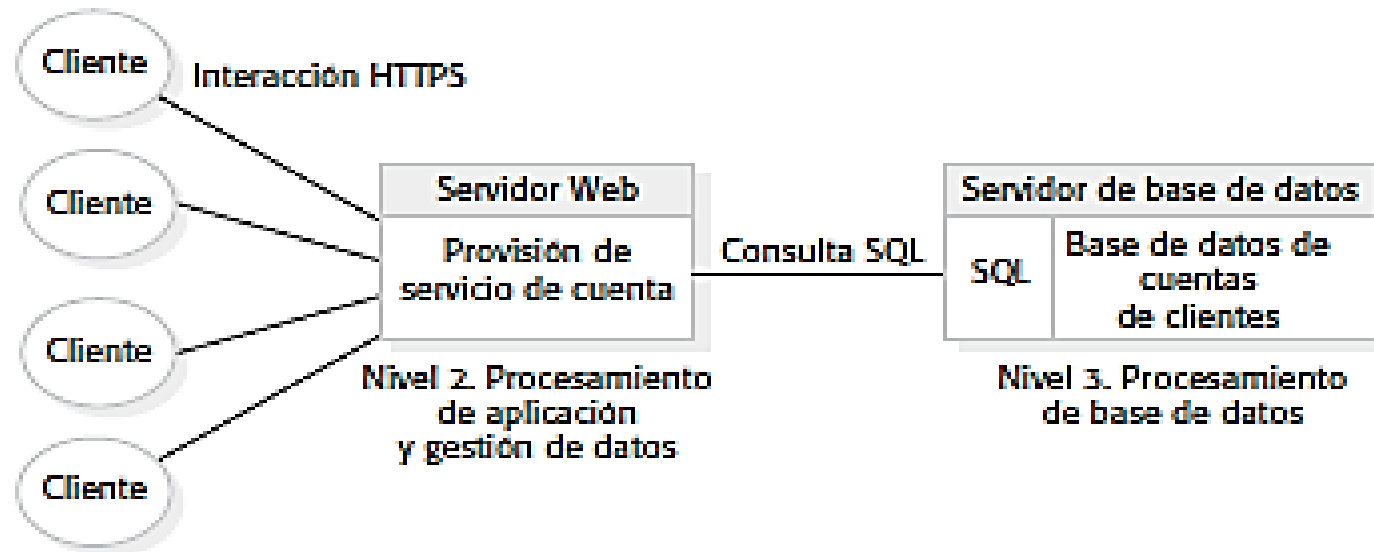 Cliente
Interacción HTTPS
Cliente
Cliente
Cliente
Servidor Web
Provisión de
servicio de cuenta
Nivel 2. Procesamiento
de aplicación
y gestión de datos
Consulta SQL
Servidor de base de datos
SQL
Base de datos de
cuentas
de clientes
Nivel 3. Procesamiento
de base de datos